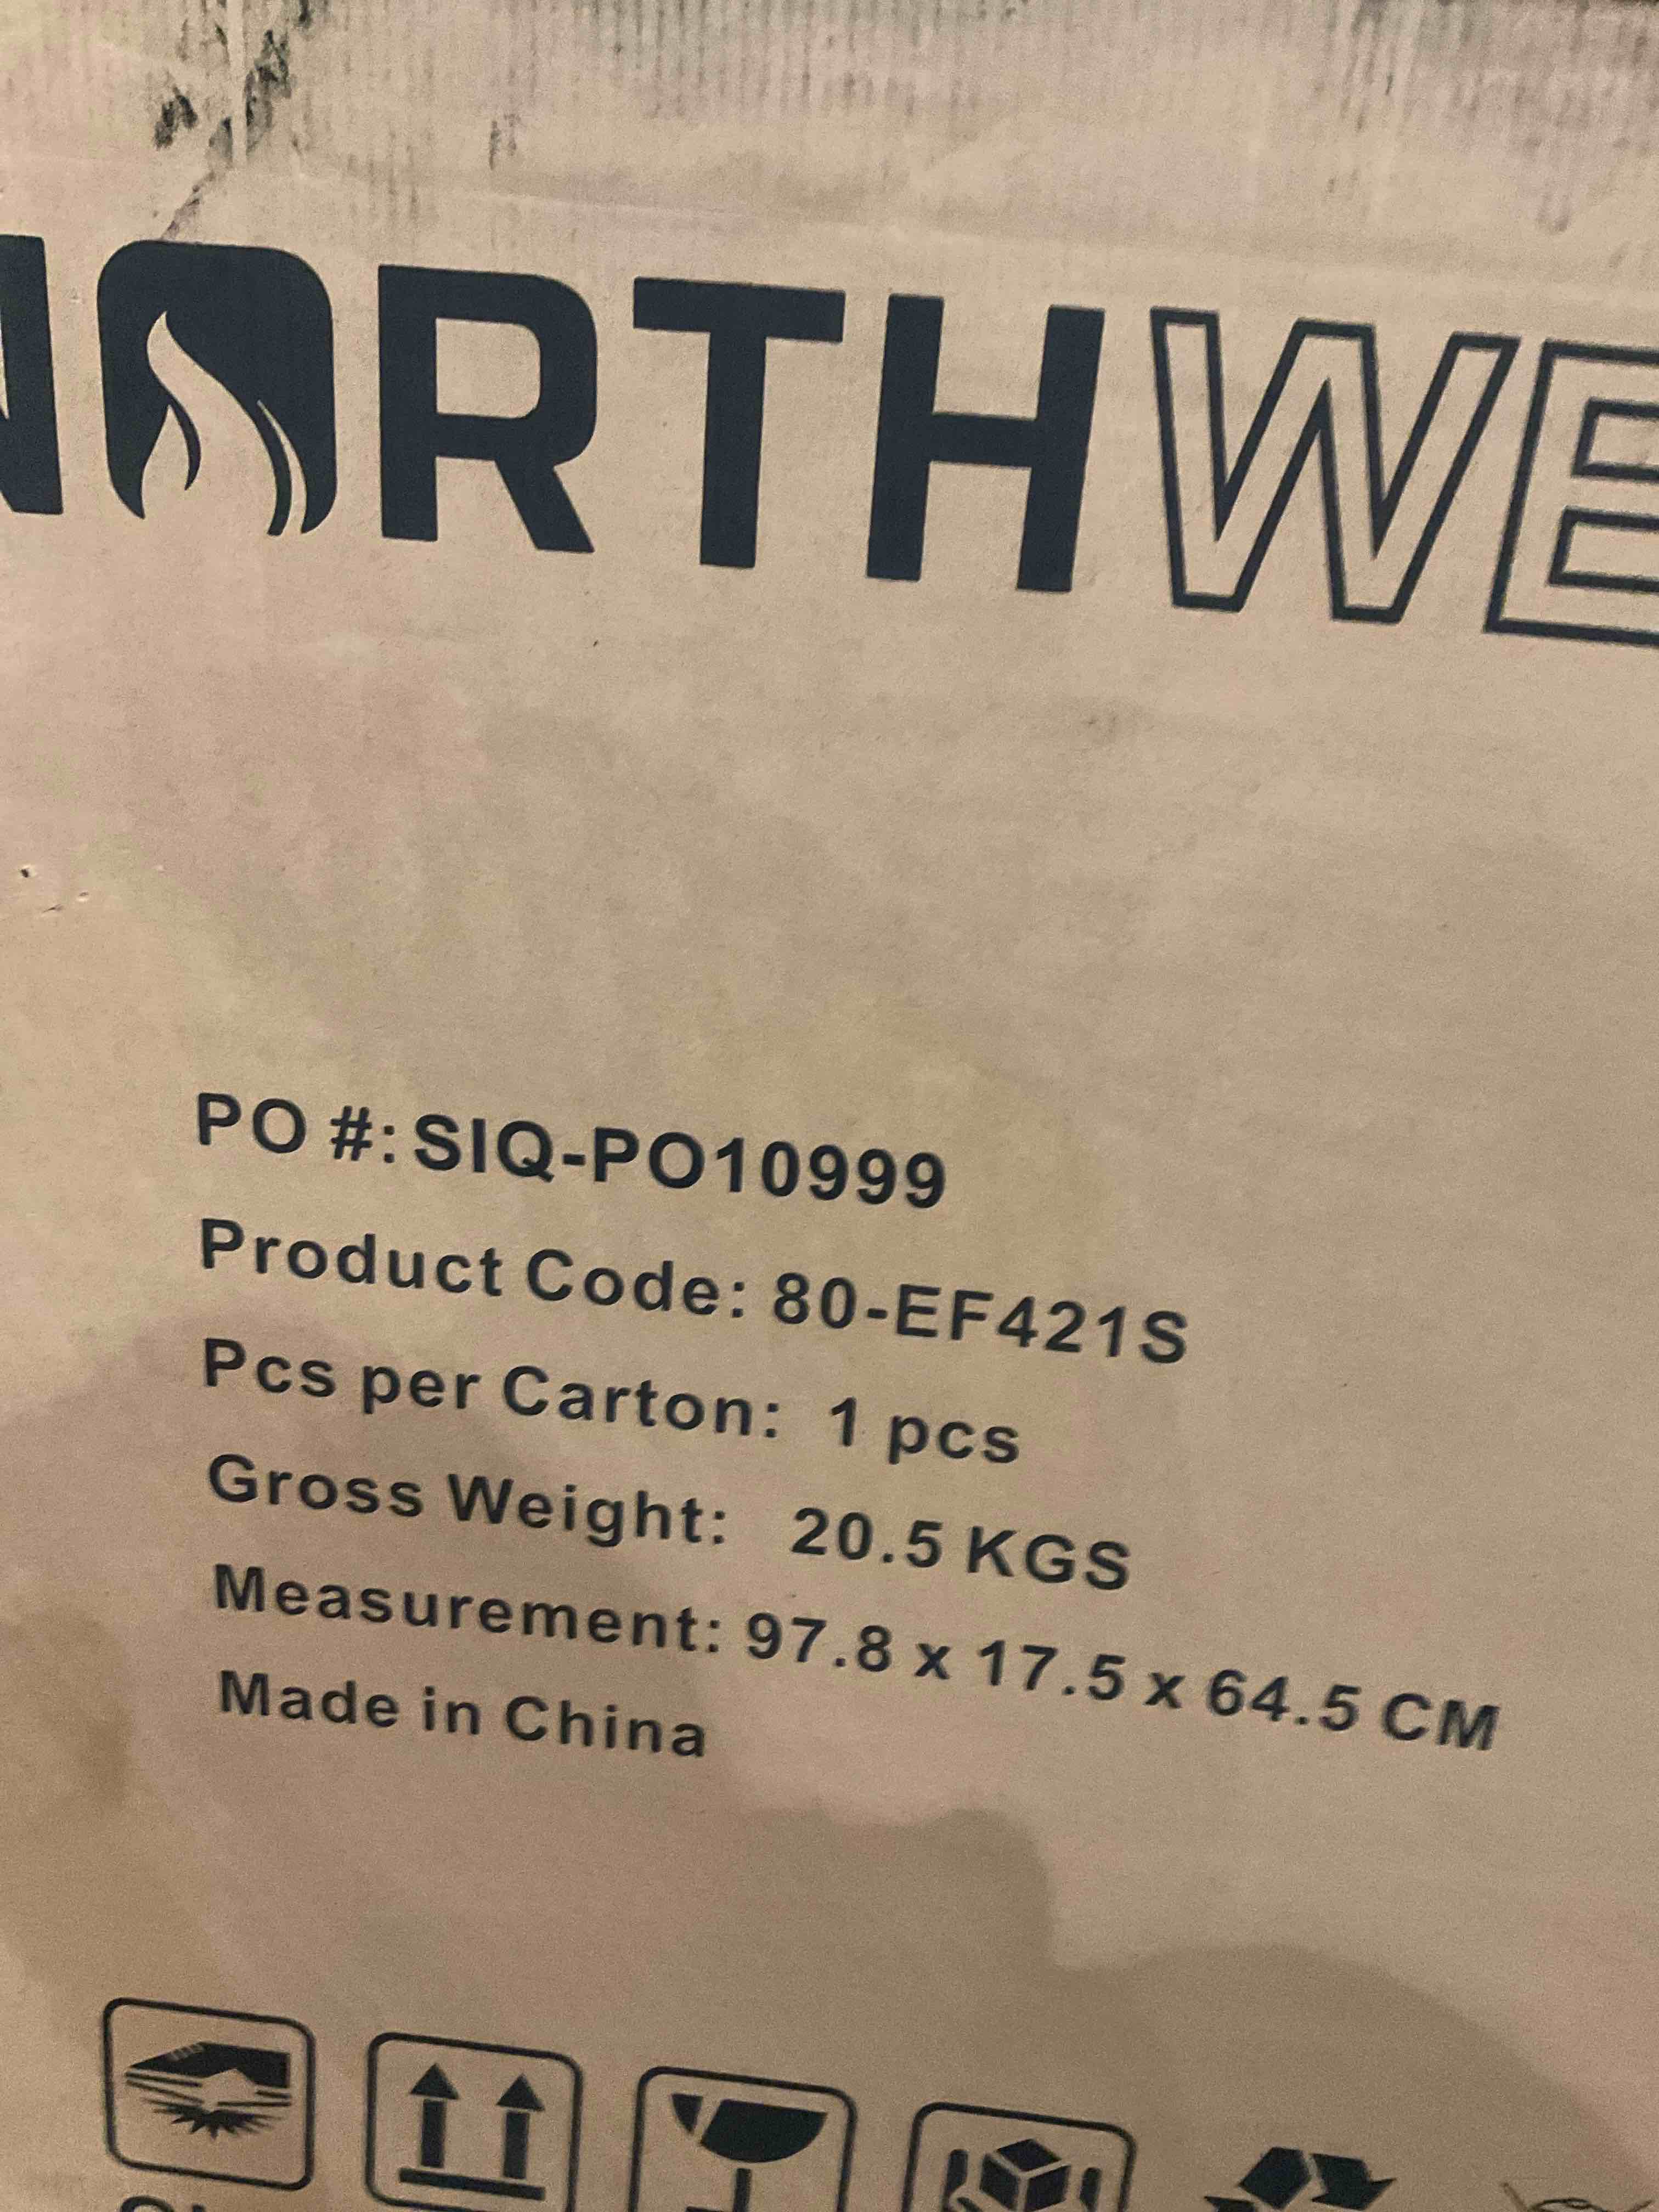 NORTHWE
PO #: SIQ-PO10999
Product Code: 80-EF421S
Pcs per Carton: 1 pcs
Gross Weight: 20.5 KGS
Measurement: 97.8 x 17.5 x 64.5 CM
Made in China